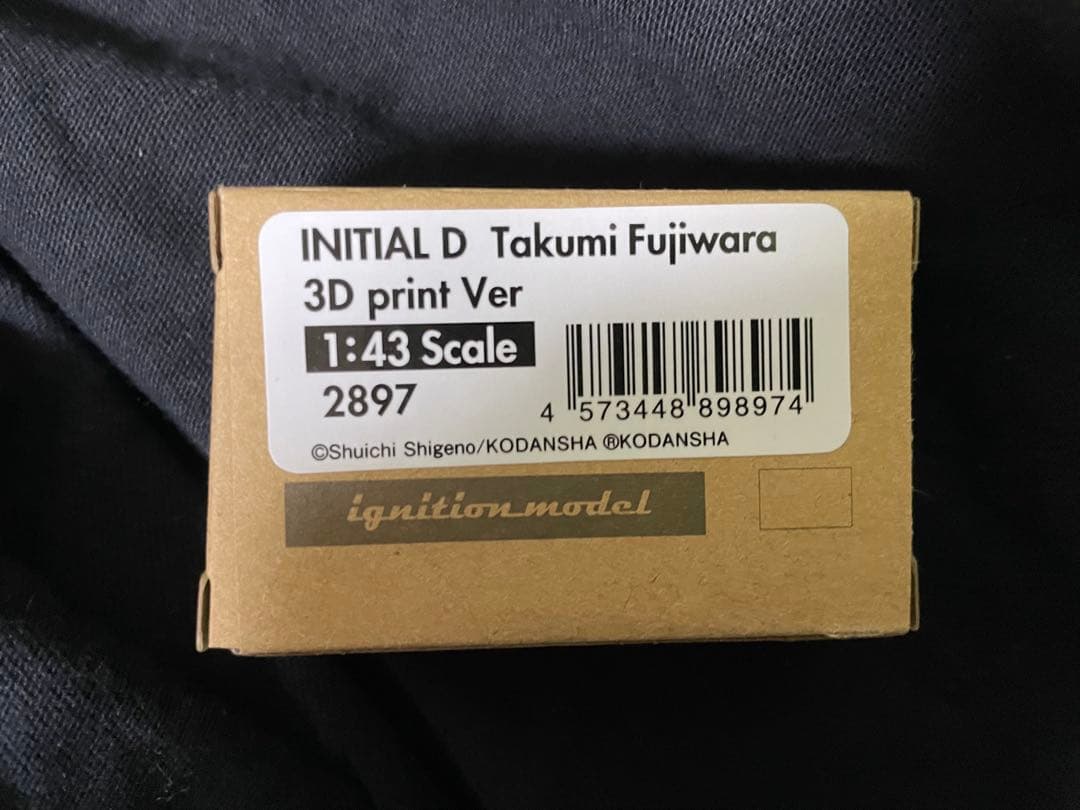 INITIAL D Takumi Fujiwara
3D print Ver
1:43 Scale
2897
4 573448 898974
©Shuichi Shigeno/KODANSHA ®KODANSHA
ignition model